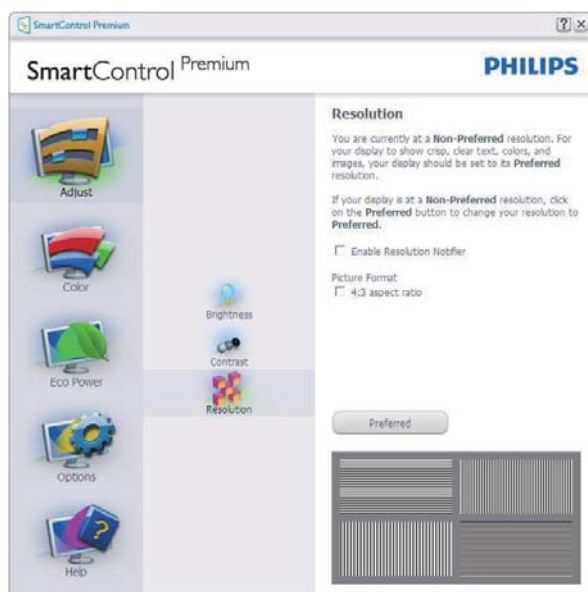 SmartControl Premium
SmartControl Premium
PHILIPS
Adjust
Color
Eco Power
Options
Help
Brightness
Contrast
Resolution
Resolution
You are currently at a Non-Preferred resolution. For
your display to show crisp, clear text, colors, and
images, your display should be set to its Preferred
resolution.
If your display is at a Non-Preferred resolution, click
on the Preferred button to change your resolution to
Preferred.
Enable Resolution Notifier
Picture Format
4:3 aspect ratio
Preferred